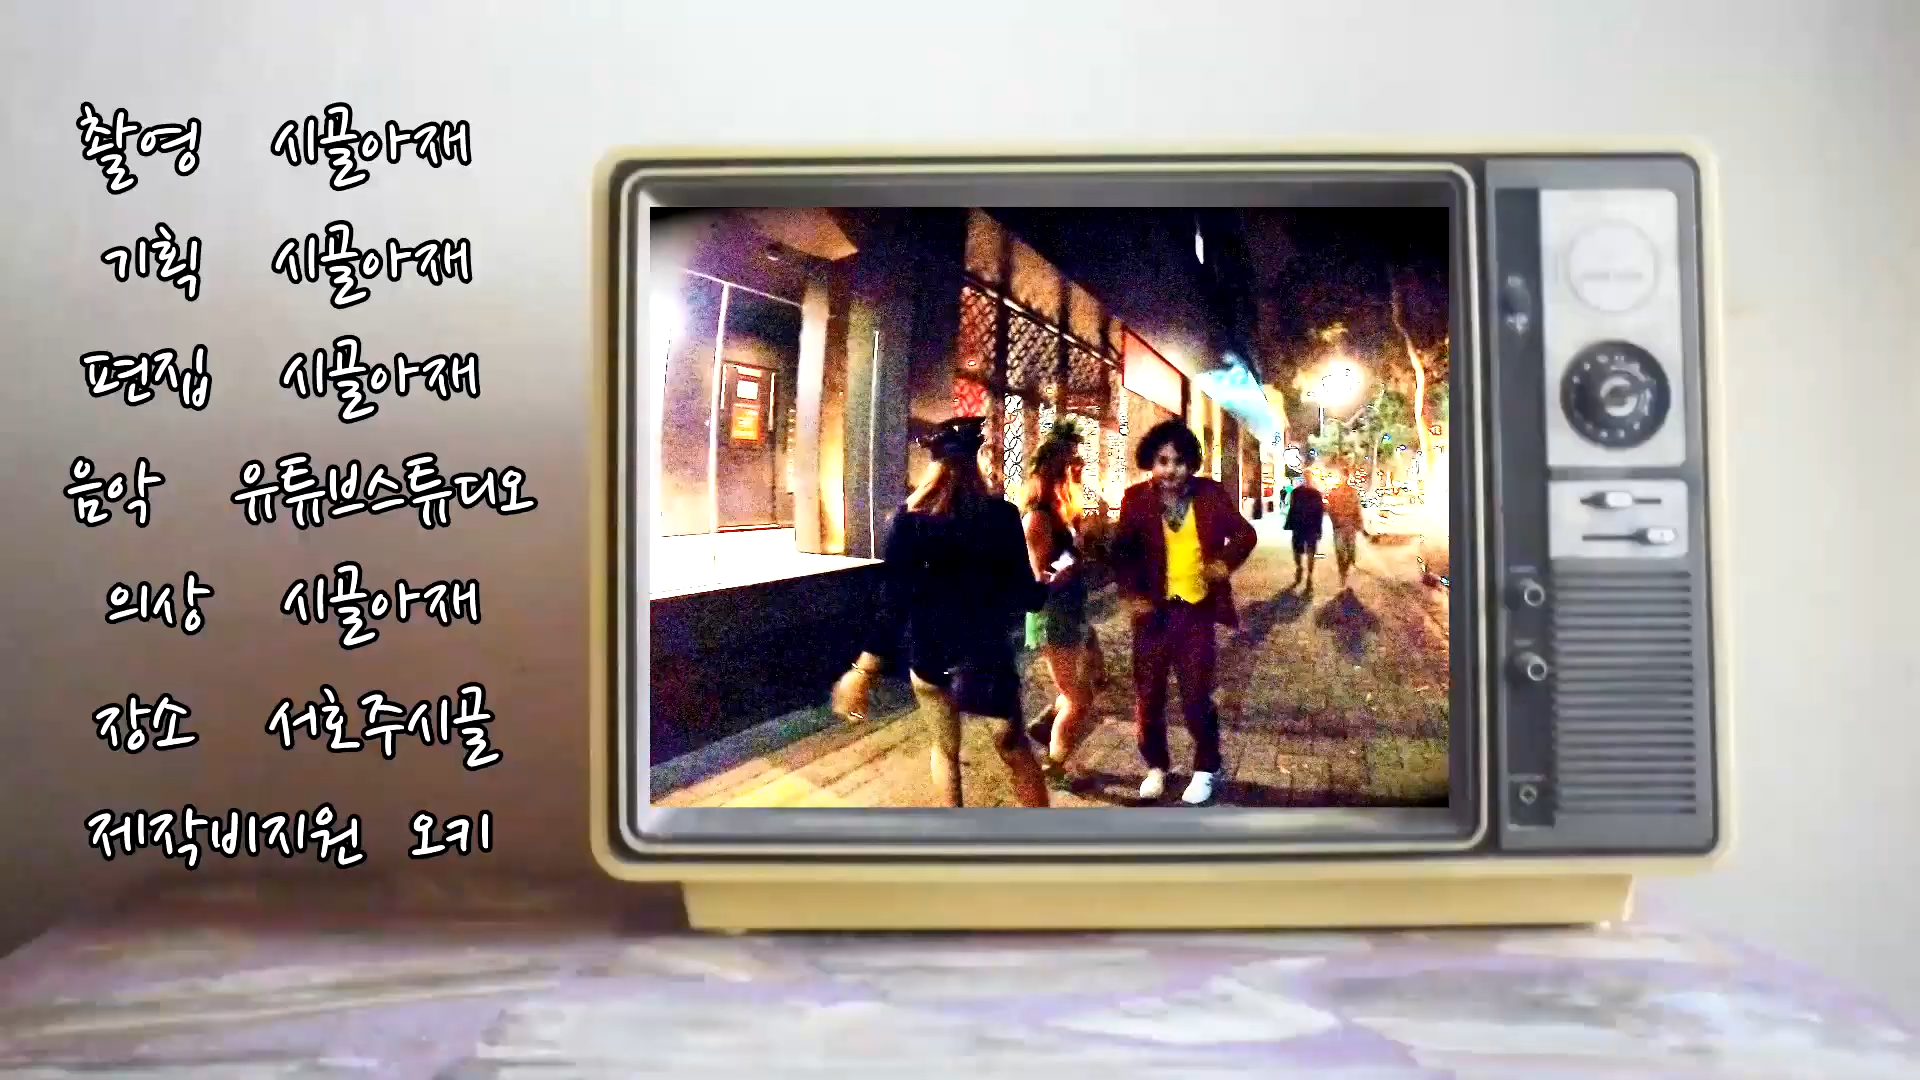 촬영 시골아재
기획 시골아재
편집 시골아재
음악 유튜브스튜디오
의상 시골아재
장소 서호주시골
제작비지원 오키